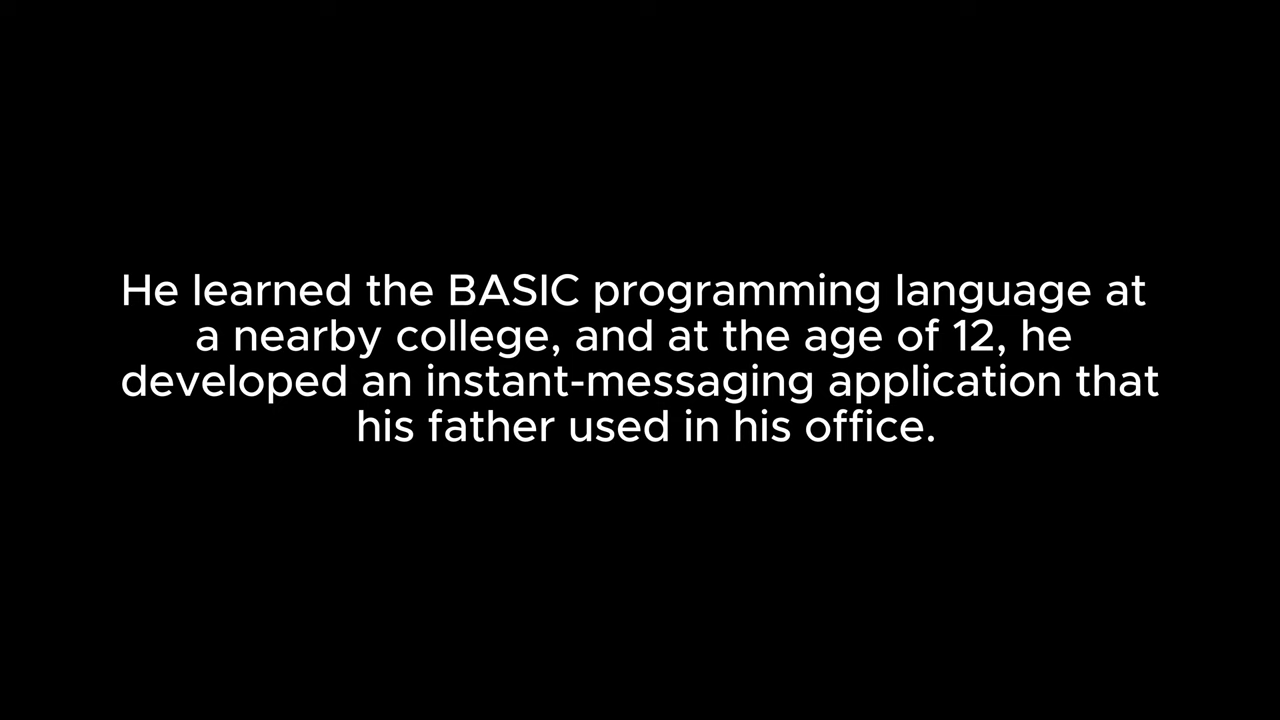 He learned the BASIC programming language at
a nearby college, and at the age of 12, he
developed an instant-messaging application that
his father used in his office.